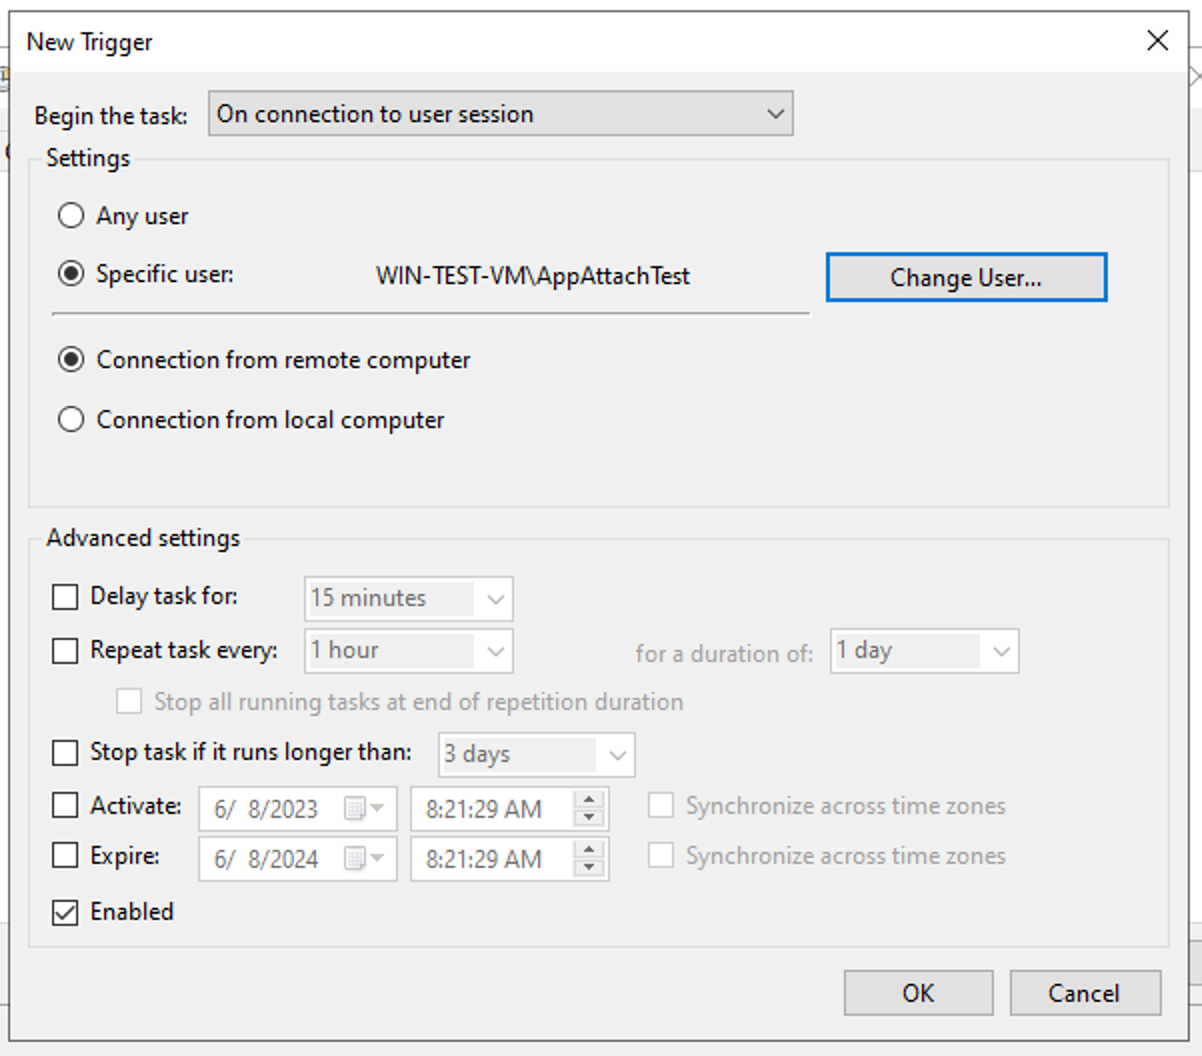 New Trigger
Begin the task: On connection to user session
Settings
Any user
Specific user: WIN-TEST-VM\AppAttachTest Change User...
Connection from remote computer
Connection from local computer
Advanced settings
Delay task for: 15 minutes
Repeat task every: 1 hour for a duration of: 1 day
Stop all running tasks at end of repetition duration
Stop task if it runs longer than: 3 days
Activate: 6/ 8/2023 8:21:29 AM Synchronize across time zones
Expire: 6/ 8/2024 8:21:29 AM Synchronize across time zones
Enabled
OK Cancel